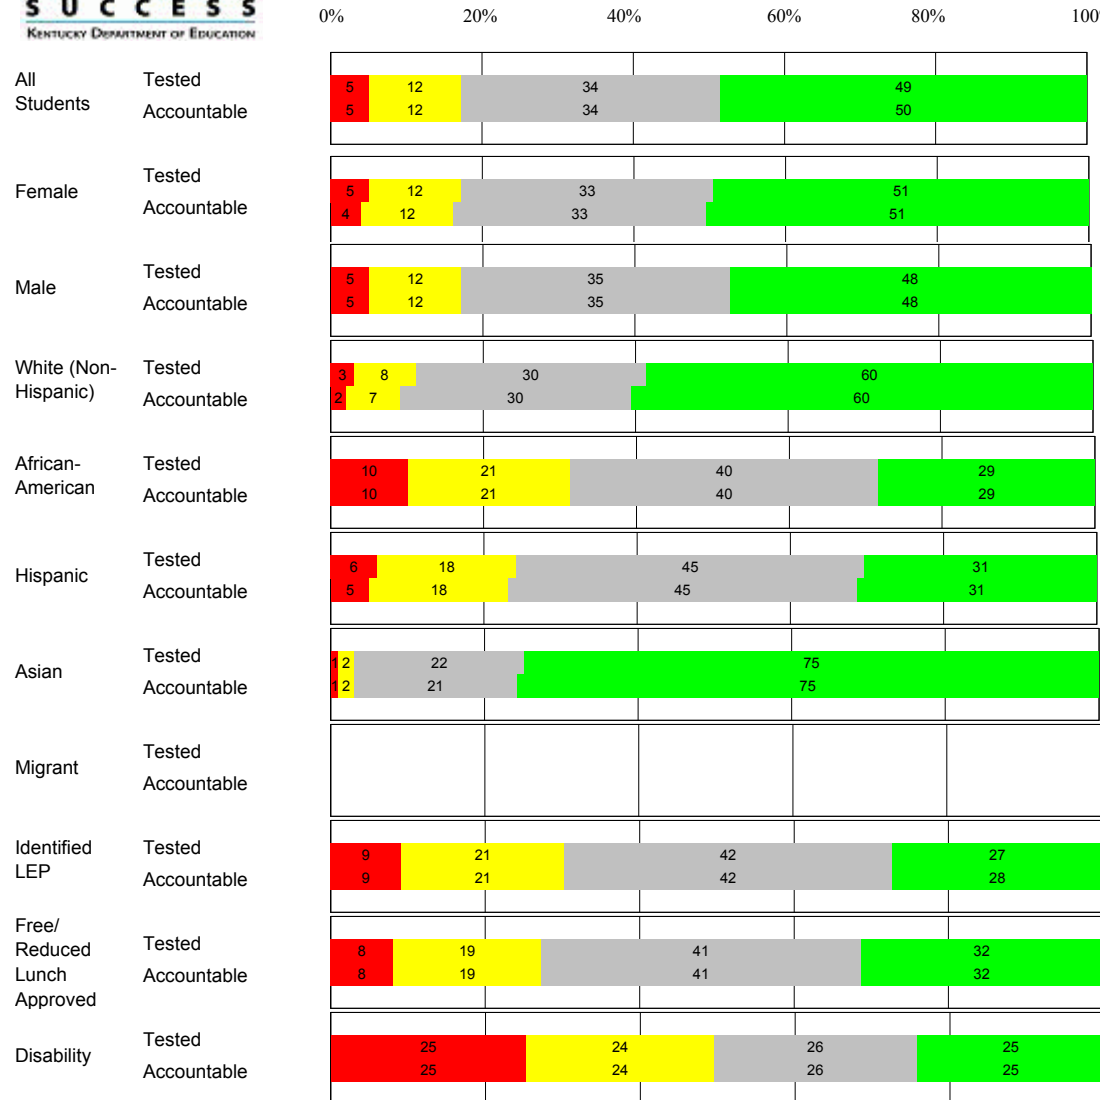 SUCCESS
KENTUCKY DEPARTMENT OF EDUCATION
0% 20% 40% 60% 80% 100%
All Students
Tested 5 12 34 49
Accountable 5 12 34 50
Female
Tested 5 12 33 51
Accountable 4 12 33 51
Male
Tested 5 12 35 48
Accountable 5 12 35 48
White (Non-
Hispanic)
Tested 3 8 30 60
Accountable 2 7 30 60
African-
American
Tested 10 21 40 29
Accountable 10 21 40 29
Hispanic
Tested 6 18 45 31
Accountable 5 18 45 31
Asian
Tested 1 2 22 75
Accountable 1 2 21 75
Migrant
Tested
Accountable
Identified
LEP
Tested 9 21 42 27
Accountable 9 21 42 28
Free/
Reduced
Lunch
Approved
Tested 8 19 41 32
Accountable 8 19 41 32
Disability
Tested 25 24 26 25
Accountable 25 24 26 25